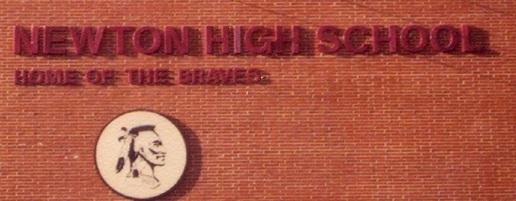 NEWTON HIGH SCHOOL
HOME OF THE BRAVES